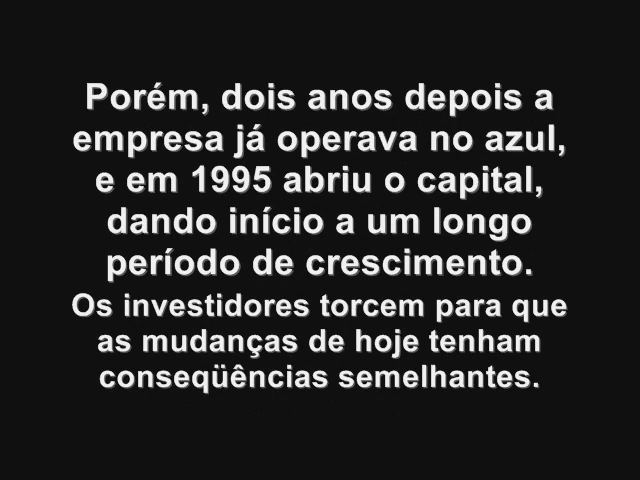 Porém, dois anos depois a
empresa já operava no azul,
e em 1995 abriu o capital,
dando início a um longo
período de crescimento.
Os investidores torcem para que
as mudanças de hoje tenham
conseqüências semelhantes.